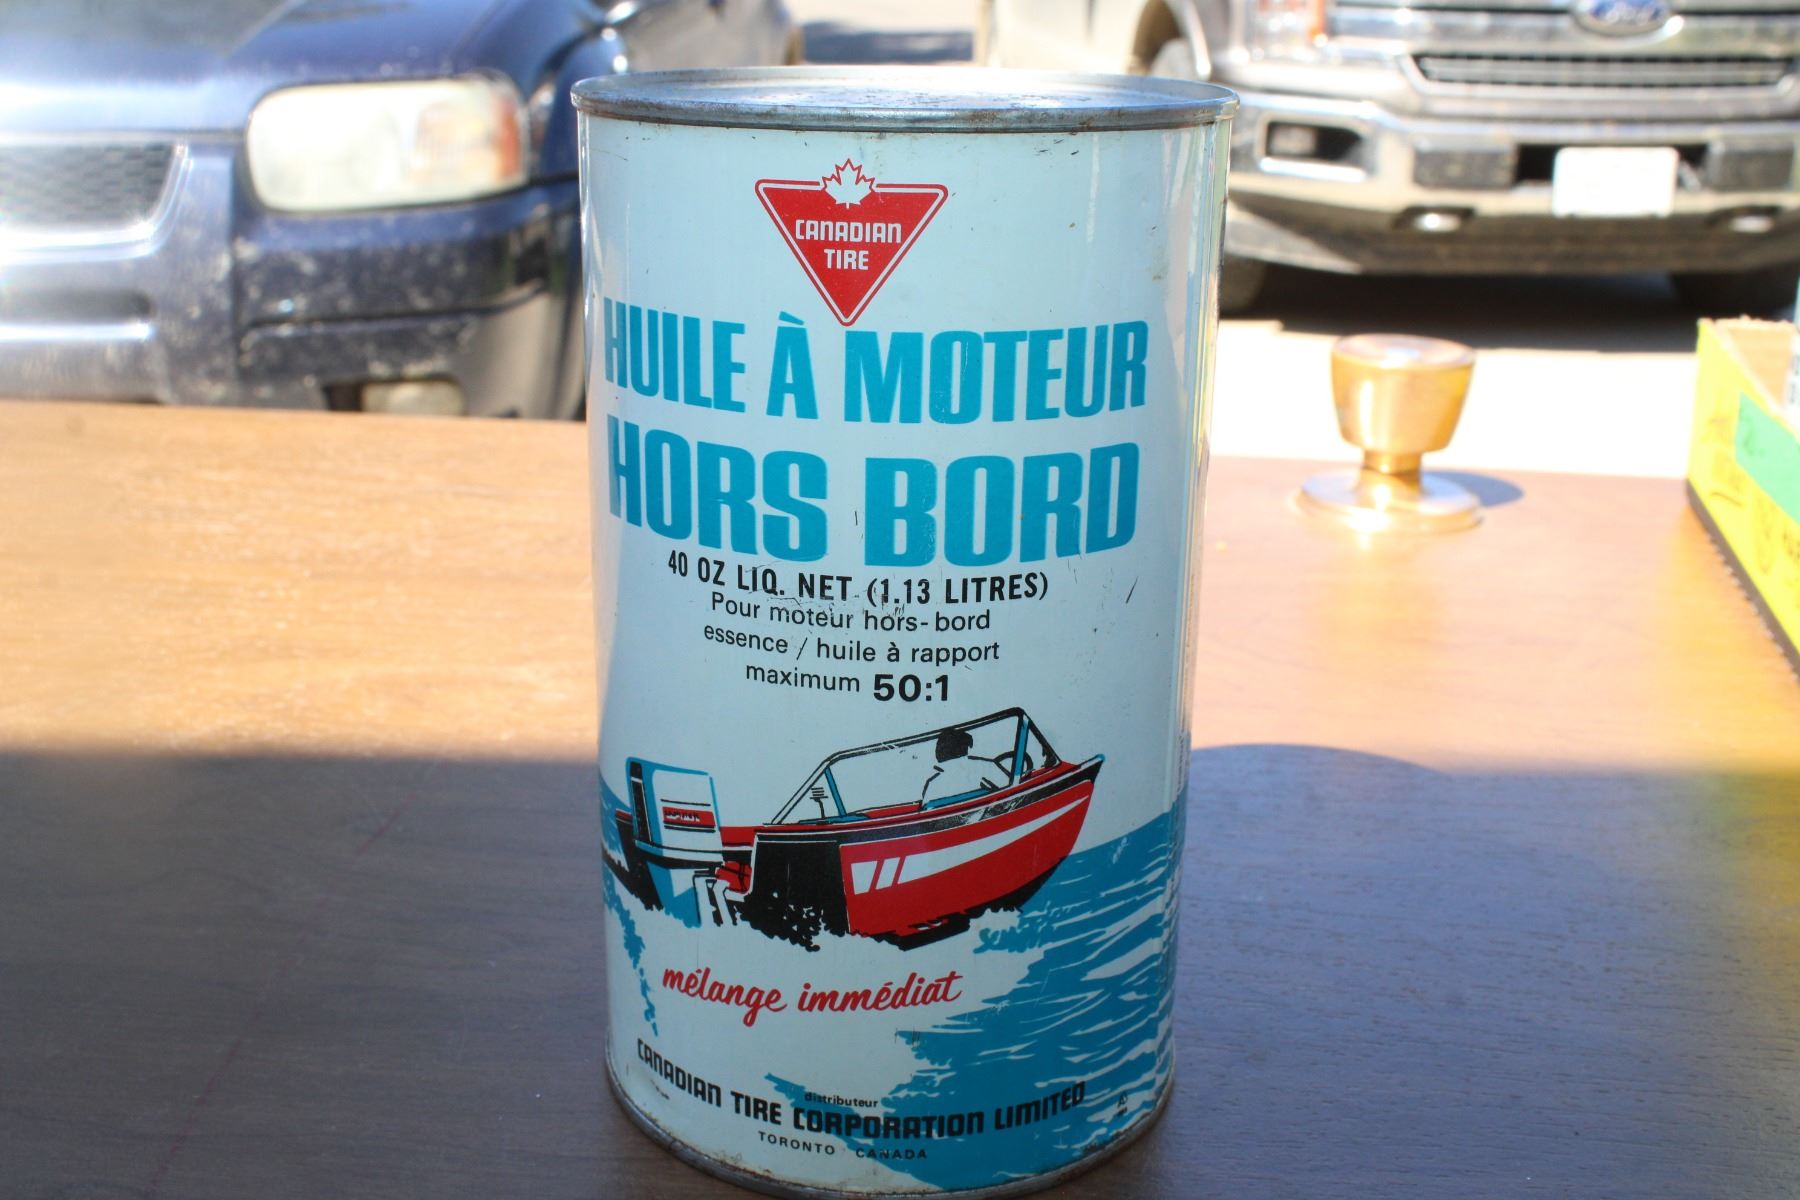 CANADIAN
TIRE
HUILE À MOTEUR
HORS BORD
40 OZ LIQ. NET (1.13 LITRES)
Pour moteur hors-bord
essence / huile à rapport
maximum 50:1
mélange immédiat
distributeur
CANADIAN TIRE CORPORATION LIMITED
TORONTO CANADA
Ford